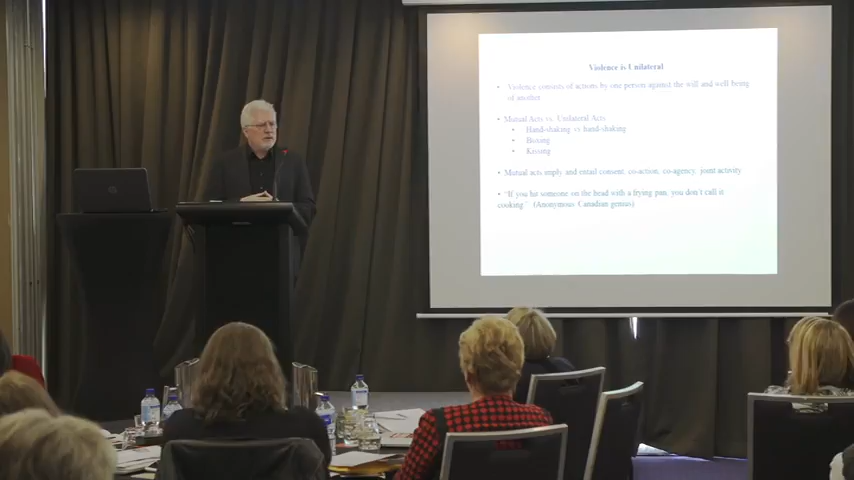 Violence is Unilateral
• Violence consists of actions by one person against the will and well being
of another
• Mutual Acts vs. Unilateral Acts
• Hand-shaking vs hand-shaking
• Boxing
• Kissing
• Mutual acts imply and entail consent, co-action, co-agency, joint activity.
• "If you hit someone on the head with a frying pan, you don't call it
cooking." (Anonymous Canadian genius)